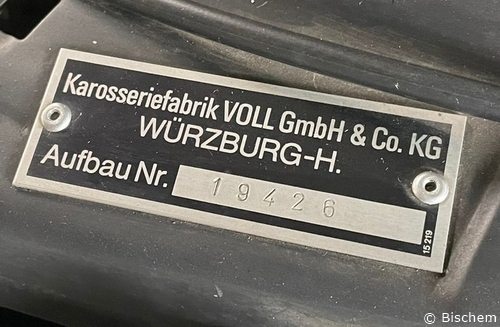 Karosseriefabrik VOLL GmbH & Co. KG
WÜRZBURG-H.
Aufbau Nr. 19426
15 219
© Bischem